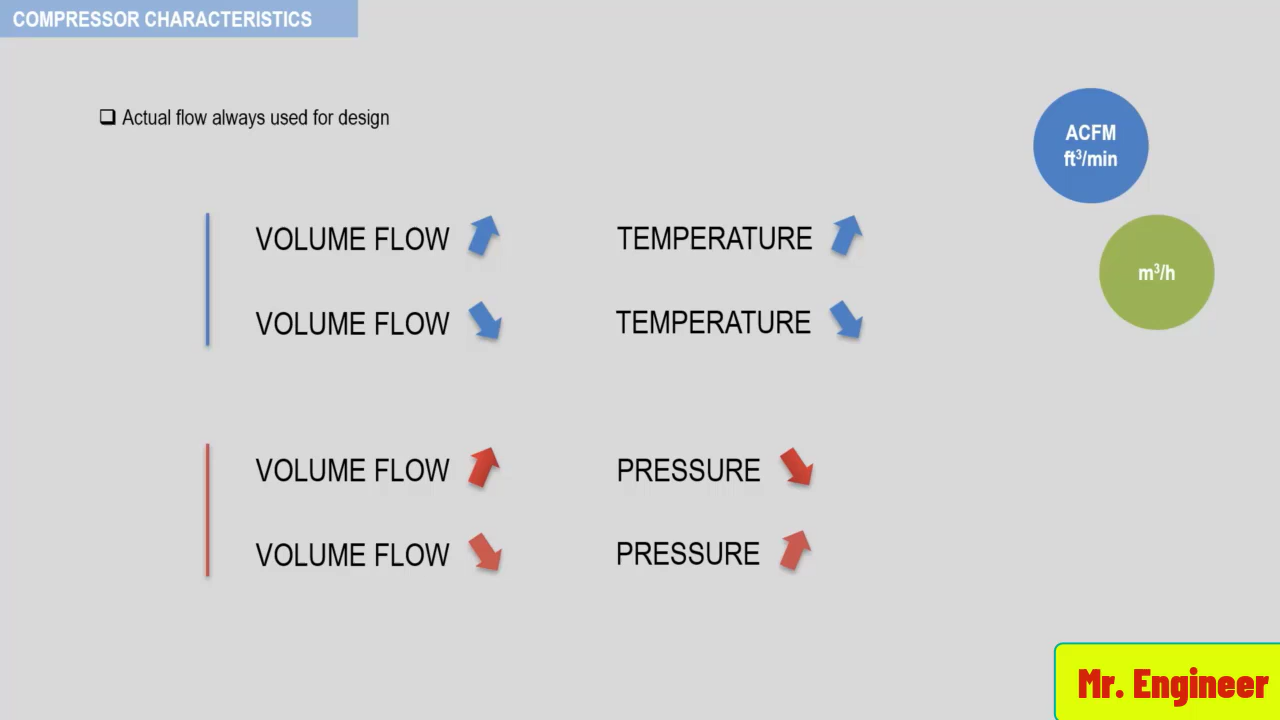 COMPRESSOR CHARACTERISTICS
❑ Actual flow always used for design
ACFM
ft³/min
m³/h
VOLUME FLOW TEMPERATURE
VOLUME FLOW TEMPERATURE
VOLUME FLOW PRESSURE
VOLUME FLOW PRESSURE
Mr. Engineer